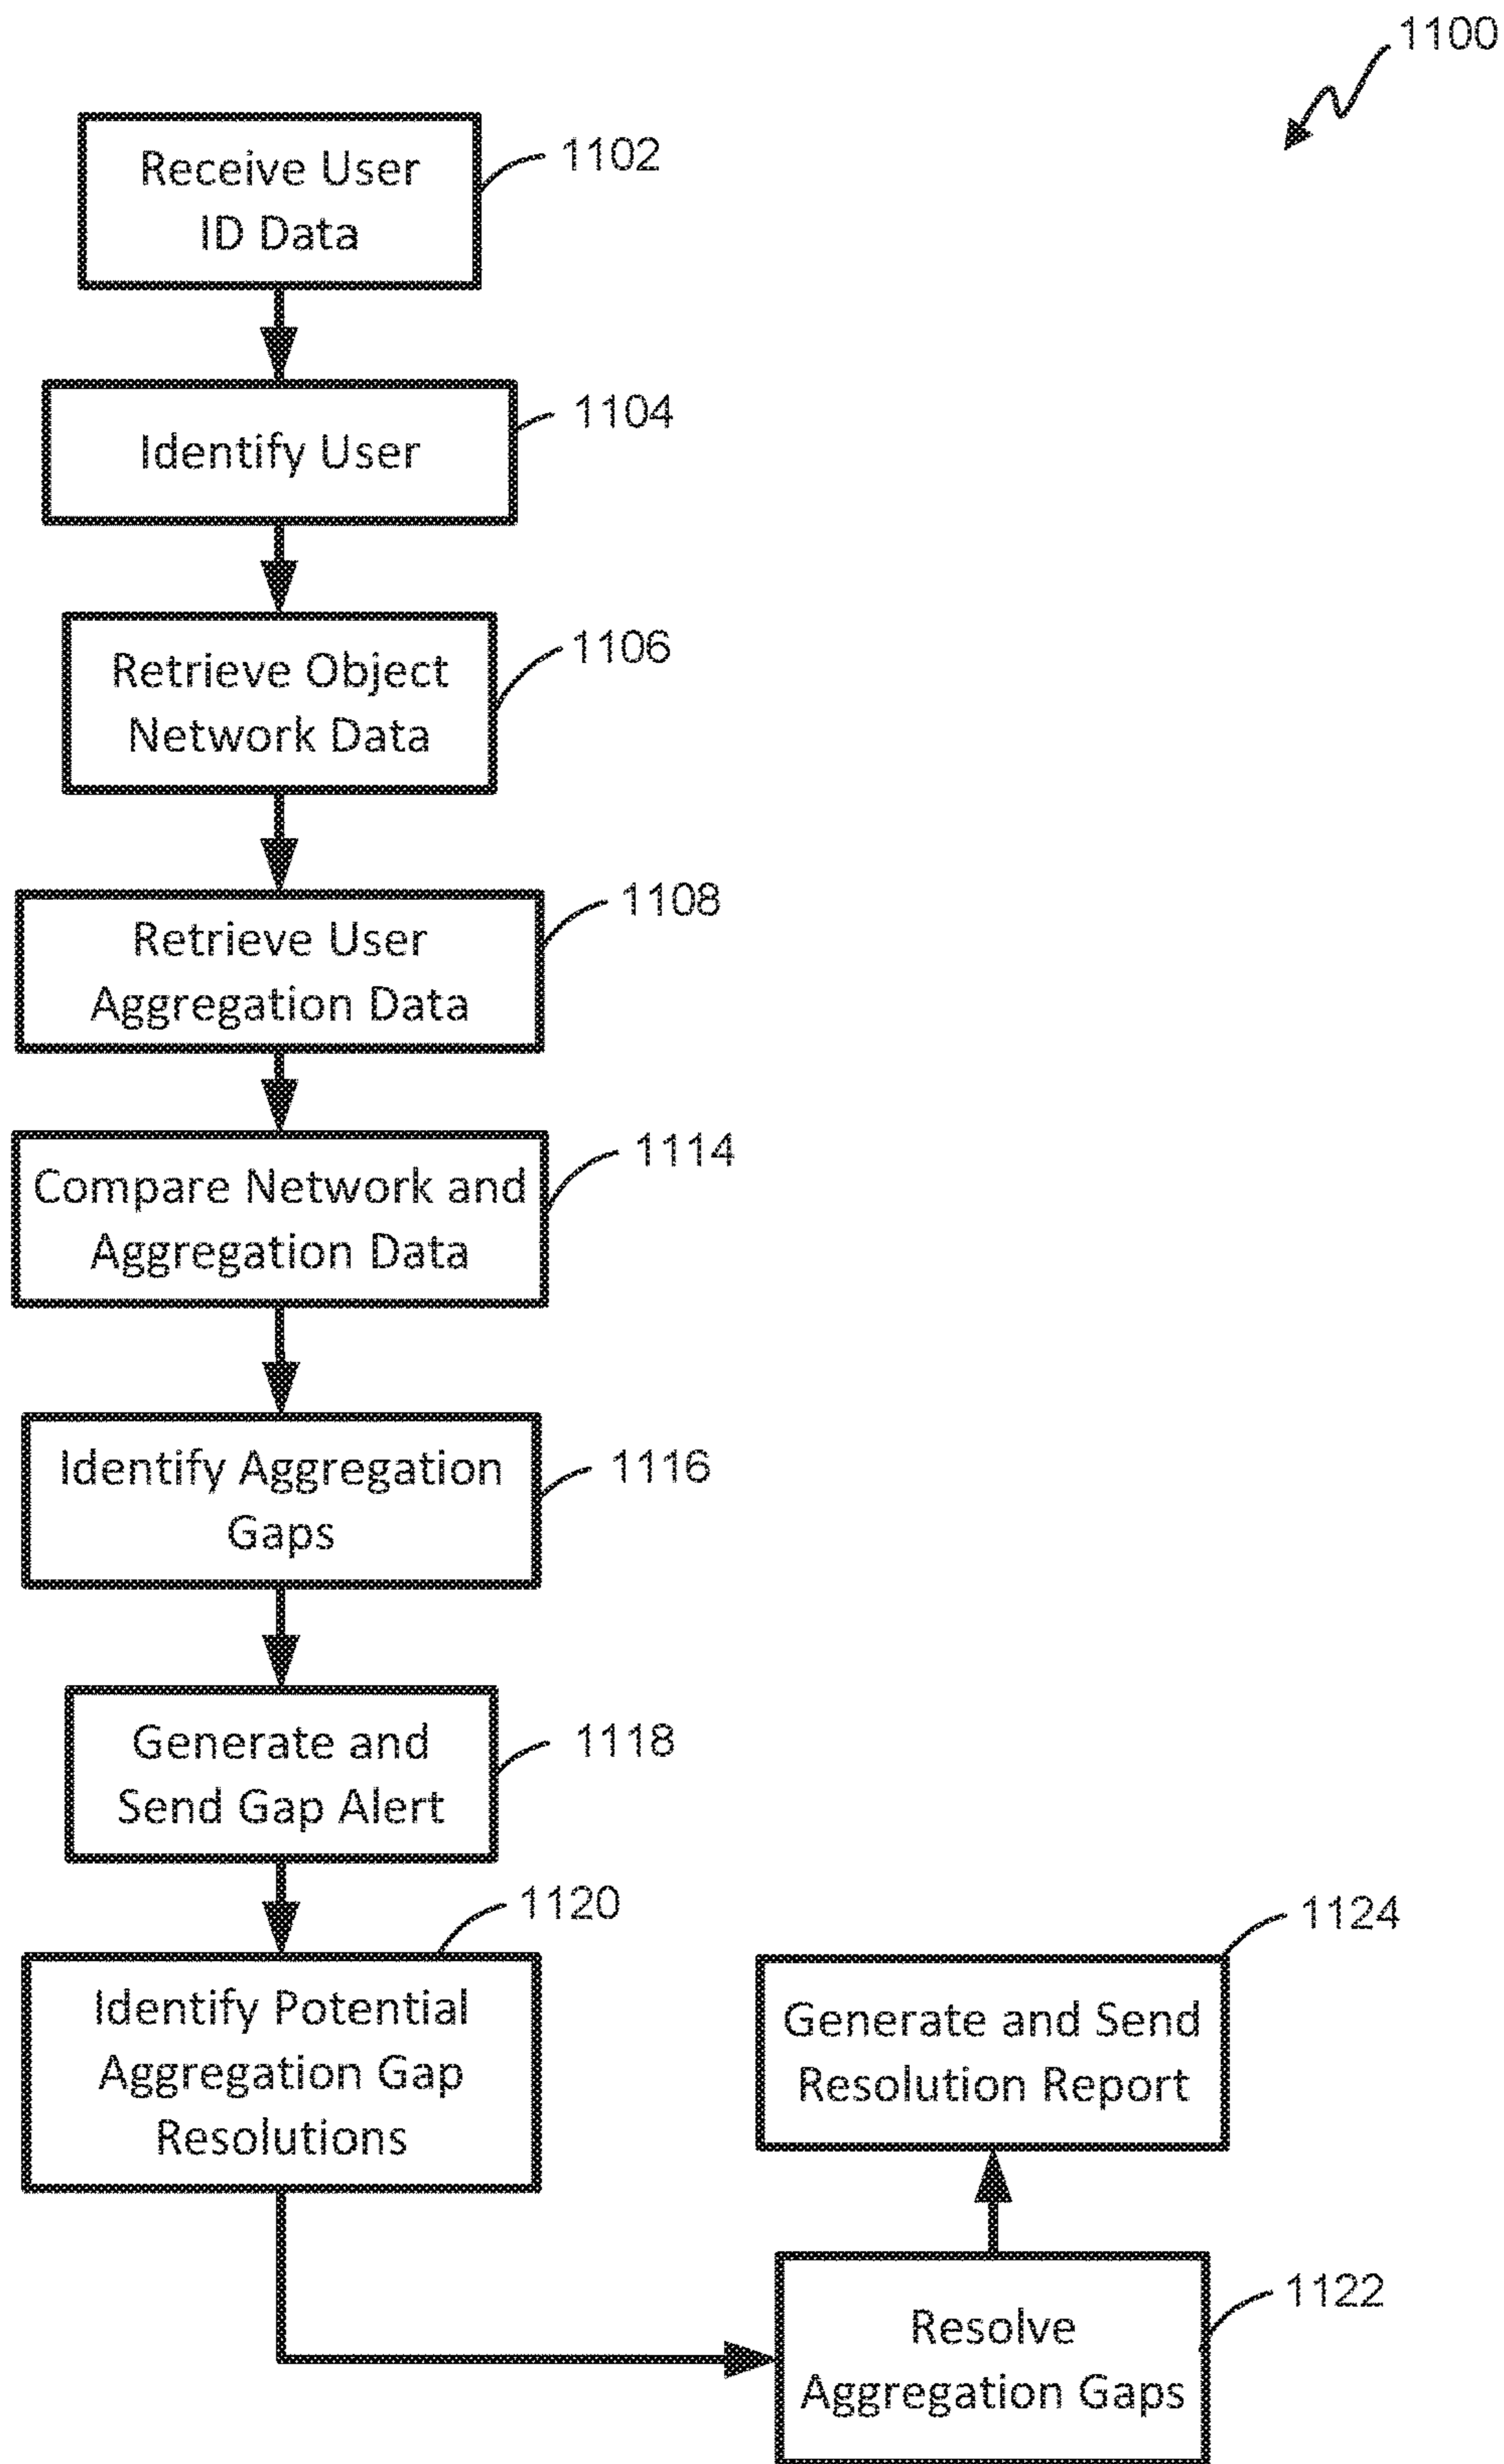 1100
Receive User
ID Data
1102
Identify User
1104
Retrieve Object
Network Data
1106
Retrieve User
Aggregation Data
1108
Compare Network and
Aggregation Data
1114
Identify Aggregation
Gaps
1116
Generate and
Send Gap Alert
1118
Identify Potential
Aggregation Gap
Resolutions
1120
Resolve
Aggregation Gaps
1122
Generate and Send
Resolution Report
1124